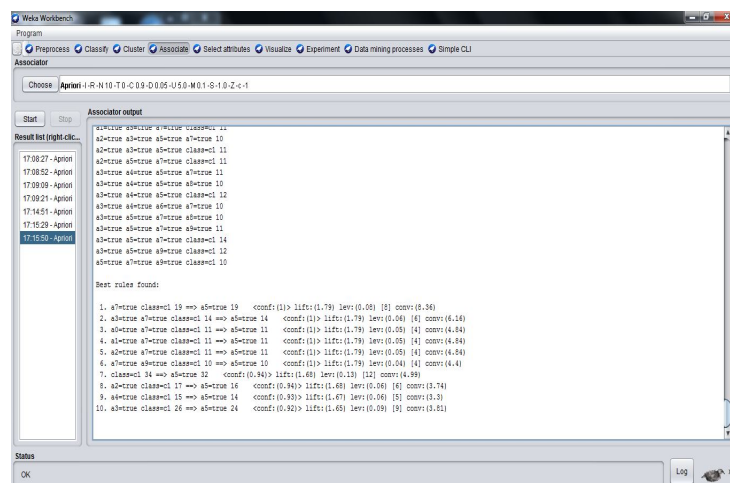 Weka Workbench
Program
Preprocess Classify Cluster Associate Select attributes Visualize Experiment Data mining processes Simple CLI
Associator
Choose Apriori -I -R -N 10 -T 0 -C 0.9 -D 0.05 -U 5.0 -M 0.1 -S -1.0 -Z -c -1
Start Stop
Result list (right-clic...
17:08:27 - Apriori
17:08:52 - Apriori
17:09:09 - Apriori
17:09:21 - Apriori
17:14:51 - Apriori
17:15:29 - Apriori
17:15:50 - Apriori
Associator output
a1=true a5=true a7=true class=c1 11
a2=true a3=true a5=true a7=true 10
a2=true a3=true a5=true class=c1 11
a2=true a5=true a7=true class=c1 11
a3=true a4=true a5=true a7=true 11
a3=true a4=true a5=true a8=true 10
a3=true a4=true a5=true class=c1 12
a3=true a4=true a6=true a7=true 10
a3=true a5=true a7=true a8=true 10
a3=true a5=true a7=true a9=true 11
a3=true a5=true a7=true class=c1 14
a3=true a5=true a9=true class=c1 12
a5=true a7=true a9=true class=c1 10
Best rules found:
1. a7=true class=c1 19 ==> a5=true 19 <conf:(1)> lift:(1.79) lev:(0.08) [8] conv:(8.36)
2. a3=true a7=true class=c1 14 ==> a5=true 14 <conf:(1)> lift:(1.79) lev:(0.06) [6] conv:(6.16)
3. a0=true a7=true class=c1 11 ==> a5=true 11 <conf:(1)> lift:(1.79) lev:(0.05) [4] conv:(4.84)
4. a1=true a7=true class=c1 11 ==> a5=true 11 <conf:(1)> lift:(1.79) lev:(0.05) [4] conv:(4.84)
5. a2=true a7=true class=c1 11 ==> a5=true 11 <conf:(1)> lift:(1.79) lev:(0.05) [4] conv:(4.84)
6. a7=true a9=true class=c1 10 ==> a5=true 10 <conf:(1)> lift:(1.79) lev:(0.04) [4] conv:(4.4)
7. class=c1 34 ==> a5=true 32 <conf:(0.94)> lift:(1.68) lev:(0.13) [12] conv:(4.99)
8. a2=true class=c1 17 ==> a5=true 16 <conf:(0.94)> lift:(1.68) lev:(0.06) [6] conv:(3.74)
9. a4=true class=c1 15 ==> a5=true 14 <conf:(0.93)> lift:(1.67) lev:(0.06) [5] conv:(3.3)
10. a3=true class=c1 26 ==> a5=true 24 <conf:(0.92)> lift:(1.65) lev:(0.09) [9] conv:(3.81)
Status
OK
Log